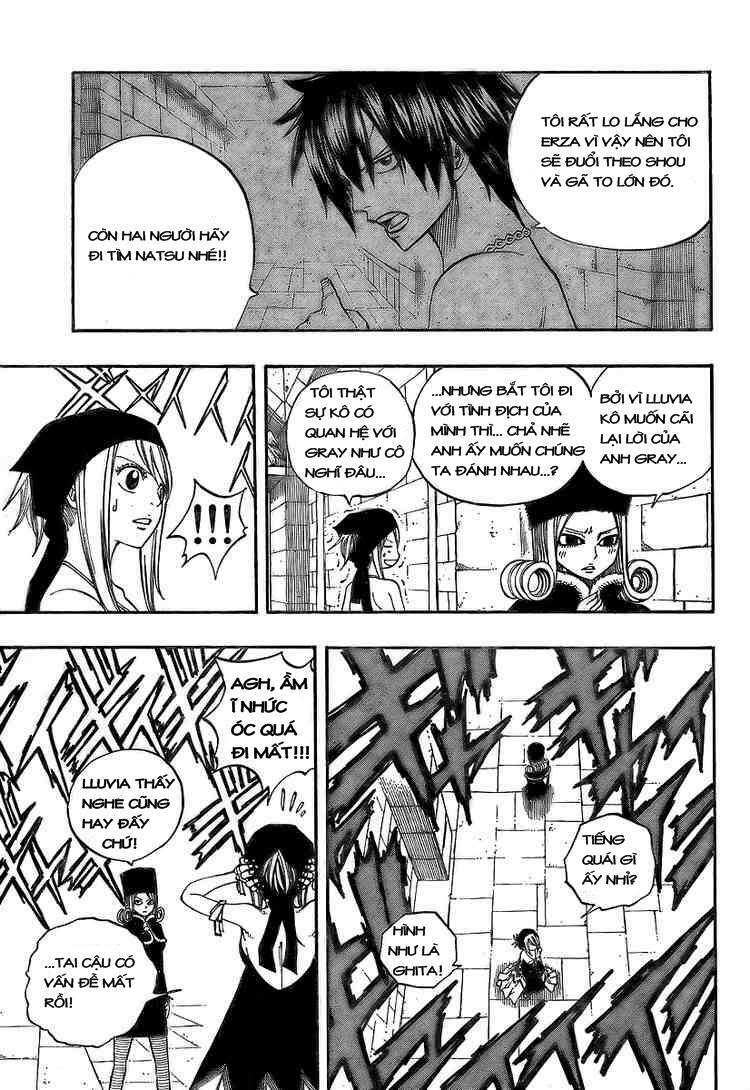 TÔI RẤT LO LẮNG CHO
ERZA VÌ VẬY NÊN TÔI
SẼ ĐUỔI THEO SHOU
VÀ GÃ TO LỚN ĐÓ.
CÒN HAI NGƯỜI HÃY
ĐI TÌM NATSU NHÉ!!
BỞI VÌ LLUVIA
KÔ MUỐN CÃI
LẠI LỜI CỦA
ANH GRAY...
...NHƯNG BẮT TÔI ĐI
VỚI TÌNH ĐỊCH CỦA
MÌNH THÌ... CHẢ NHẼ
ANH ẤY MUỐN CHÚNG
TA ĐÁNH NHAU...?
TÔI THẬT
SỰ KÔ CÓ
QUAN HỆ VỚI
GRAY NHƯ CÔ
NGHĨ ĐÂU...
!!!
TIẾNG
QUÁI GÌ
ẤY NHỈ?
HÌNH
NHƯ LÀ
GHITA!
AGH, ẦM
Ĩ NHỨC
ÓC QUÁ
ĐI MẤT!!!
LLUVIA THẤY
NGHE CŨNG
HAY ĐẤY
CHỨ!
...TAI CẬU CÓ
VẤN ĐỀ MẤT
RỒI!